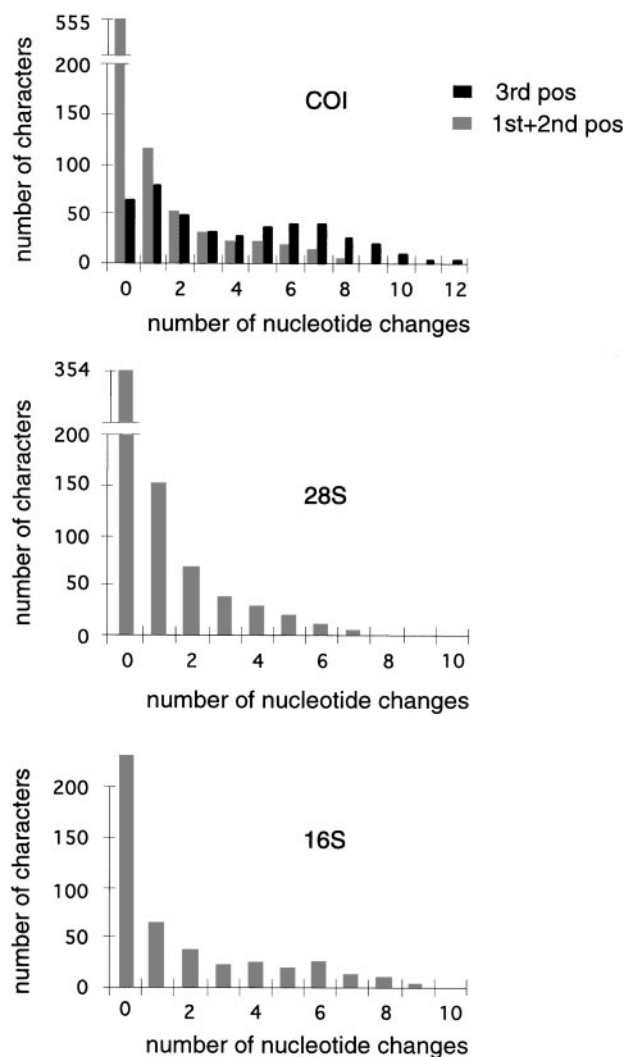 555
200
150
100
50
0
number of characters
COI
3rd pos
1st+2nd pos
0 2 4 6 8 10 12
number of nucleotide changes
354
200
150
100
50
0
number of characters
28S
0 2 4 6 8 10
number of nucleotide changes
200
150
100
50
0
number of characters
16S
0 2 4 6 8 10
number of nucleotide changes